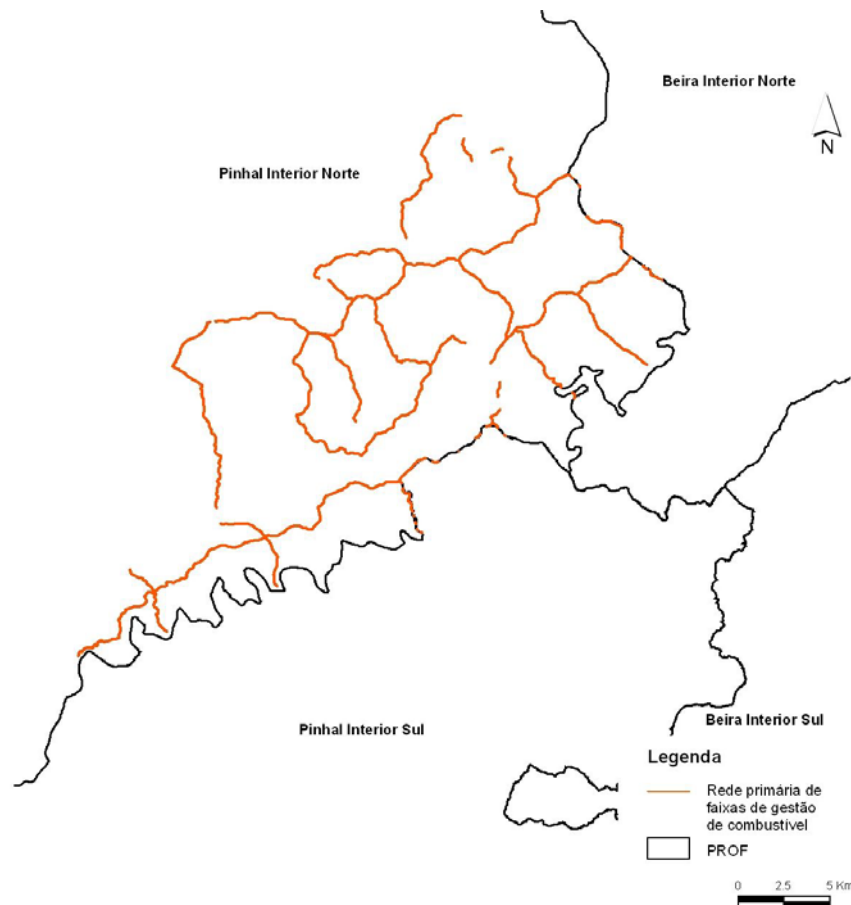 Beira Interior Norte
N
Pinhal Interior Norte
Pinhal Interior Sul
Beira Interior Sul
Legenda
Rede primária de
faixas de gestão
de combustível
PROF
0 2.5 5 Km